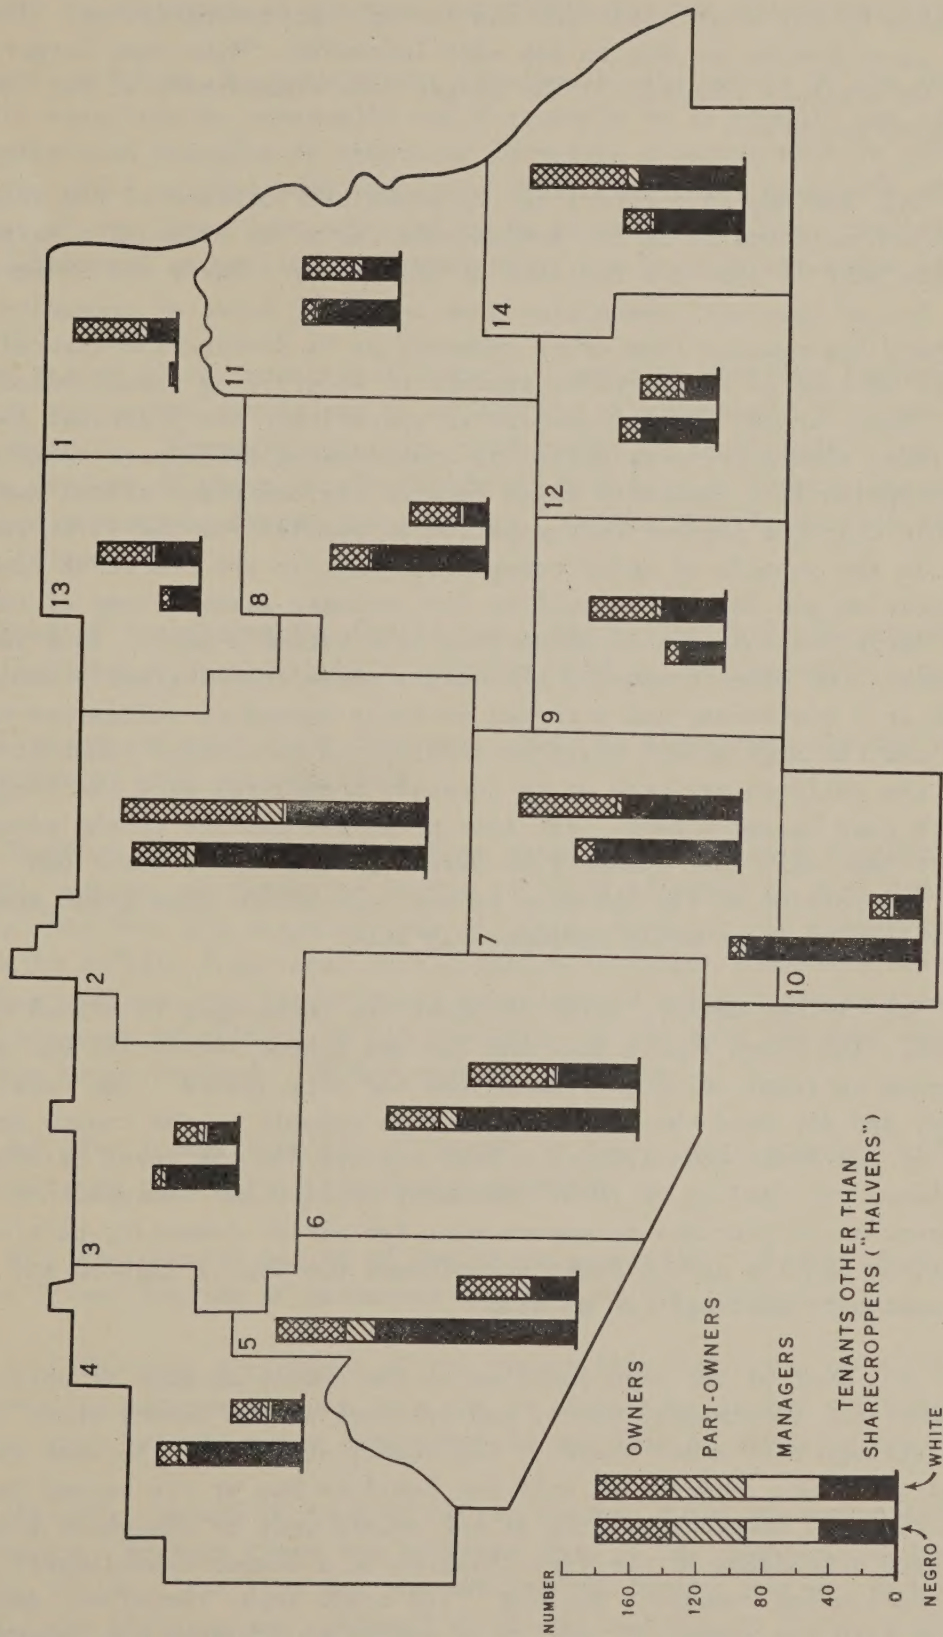 1
13
2
3
4
5
6
7
8
9
10
11
12
14
NUMBER
160
120
80
40
0
OWNERS
PART-OWNERS
MANAGERS
TENANTS OTHER THAN
SHARECROPPERS ("HALVERS")
NEGRO
WHITE